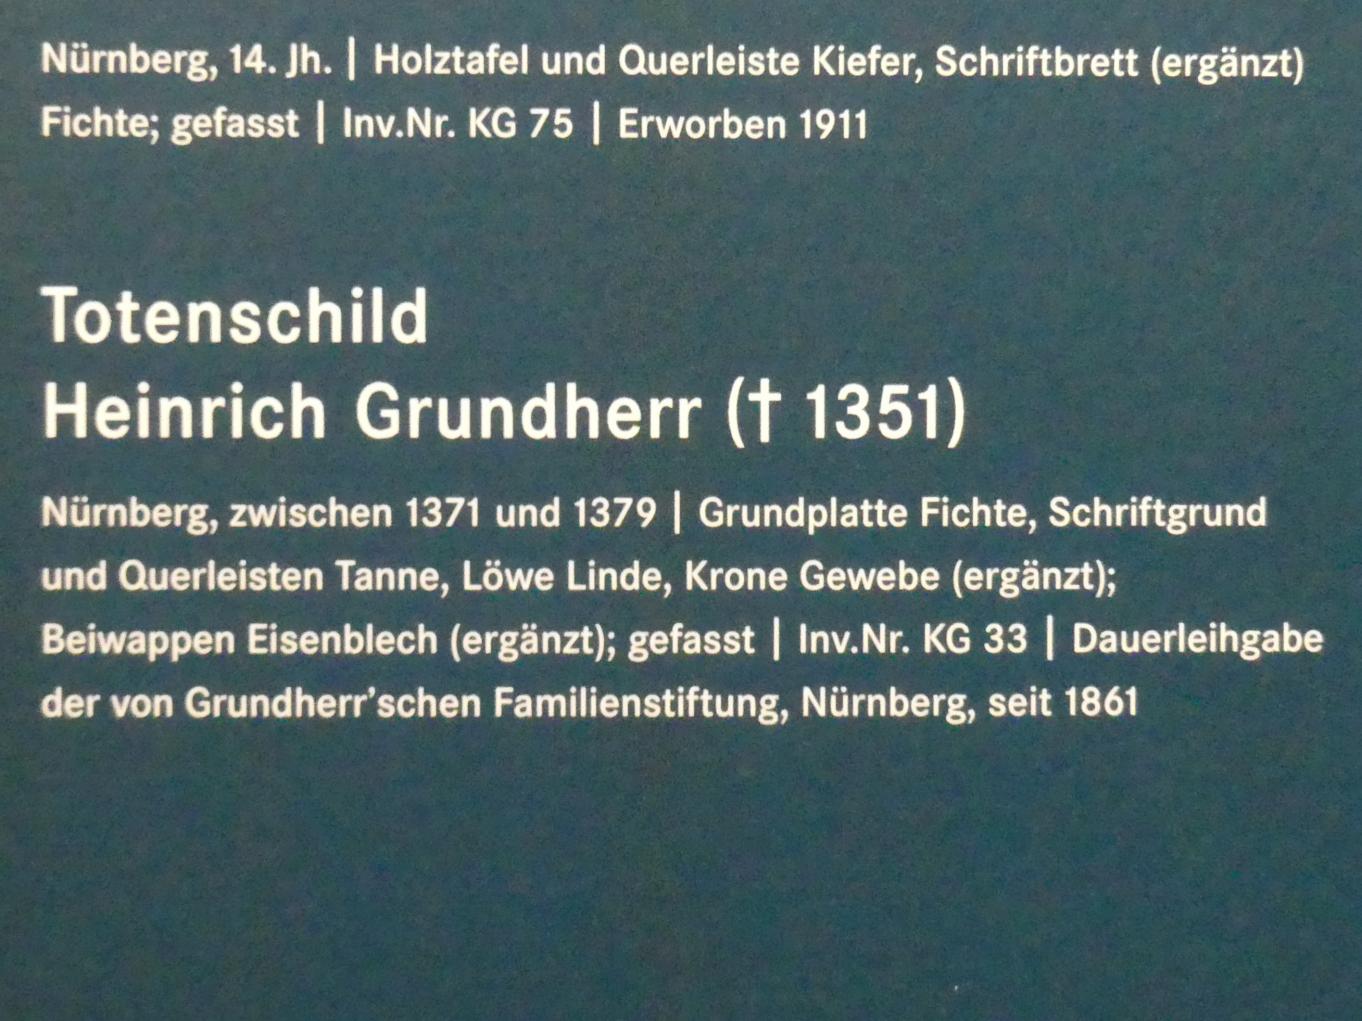 Nürnberg, 14. Jh. | Holztafel und Querleiste Kiefer, Schriftbrett (ergänzt)
Fichte; gefasst | Inv.Nr. KG 75 | Erworben 1911
Totenschild
Heinrich Grundherr († 1351)
Nürnberg, zwischen 1371 und 1379 | Grundplatte Fichte, Schriftgrund
und Querleisten Tanne, Löwe Linde, Krone Gewebe (ergänzt);
Beiwappen Eisenblech (ergänzt); gefasst | Inv.Nr. KG 33 | Dauerleihgabe
der von Grundherr’schen Familienstiftung, Nürnberg, seit 1861